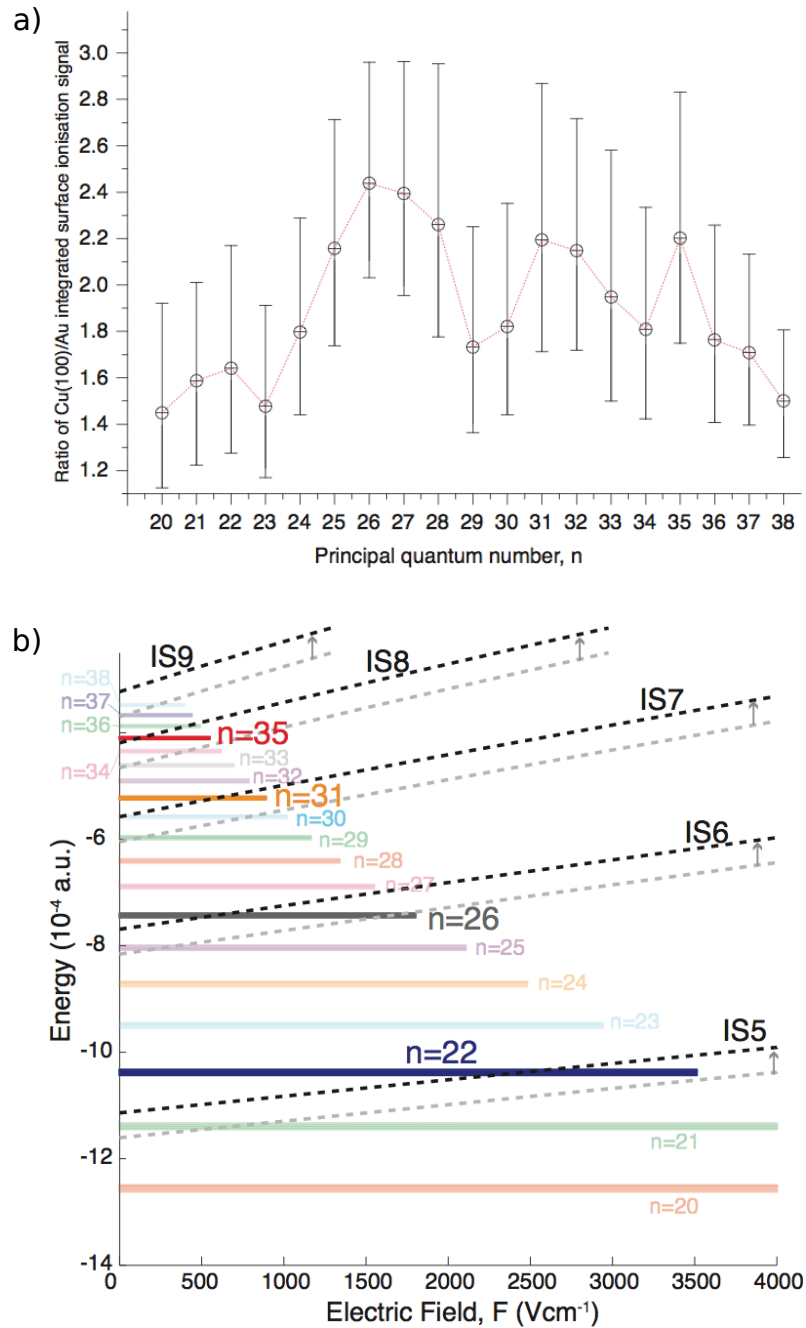 a)
Ratio of Cu(100)/Au integrated surface ionisation signal
3.0
2.8
2.6
2.4
2.2
2.0
1.8
1.6
1.4
1.2
20 21 22 23 24 25 26 27 28 29 30 31 32 33 34 35 36 37 38
Principal quantum number, n
b)
IS9
IS8
IS7
IS6
IS5
n=38
n=37
n=36
n=35
n=34
n=33
n=32
n=31
n=30
n=29
n=28
n=27
n=26
n=25
n=24
n=23
n=22
n=21
n=20
Energy (10⁻⁴ a.u.)
-6
-8
-10
-12
-14
0 500 1000 1500 2000 2500 3000 3500 4000
Electric Field, F (Vcm⁻¹)